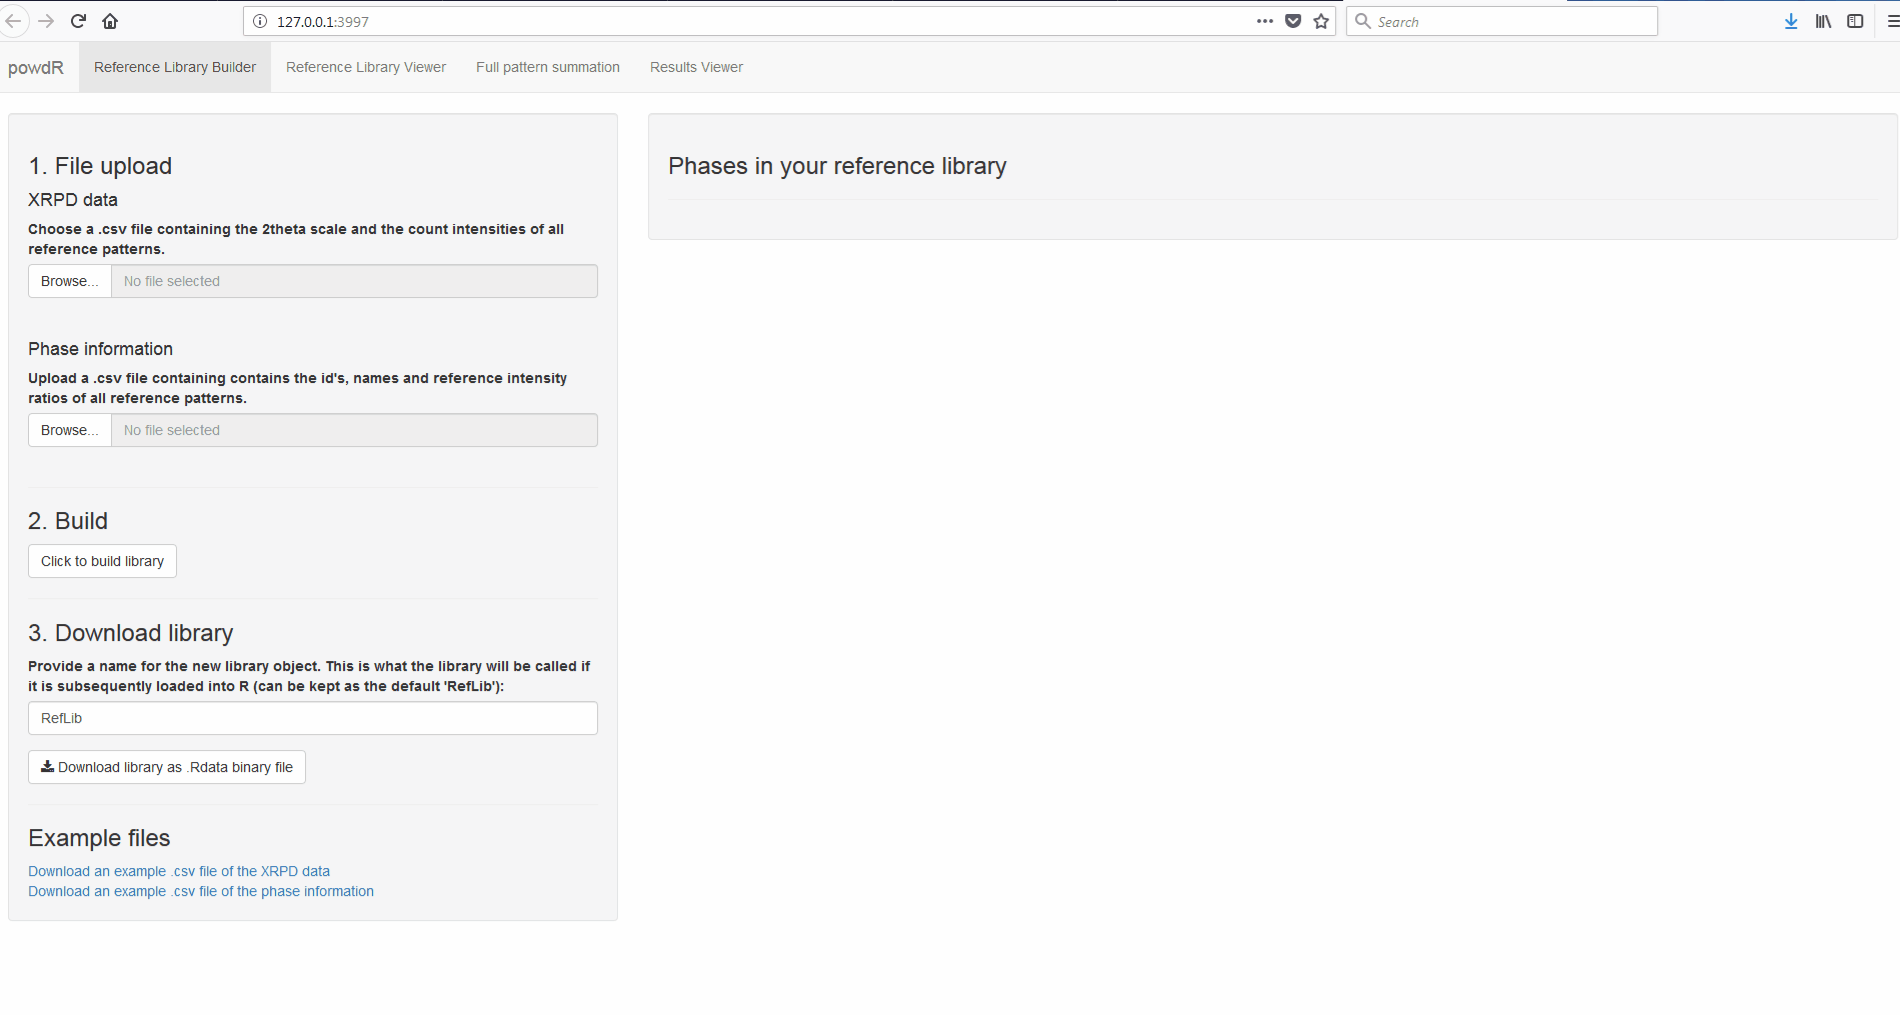 127.0.0.1:3997
Search
powdR Reference Library Builder Reference Library Viewer Full pattern summation Results Viewer
1. File upload
XRPD data
Choose a .csv file containing the 2theta scale and the count intensities of all
reference patterns.
Browse... No file selected
Phase information
Upload a .csv file containing contains the id's, names and reference intensity
ratios of all reference patterns.
Browse... No file selected
2. Build
Click to build library
3. Download library
Provide a name for the new library object. This is what the library will be called if
it is subsequently loaded into R (can be kept as the default 'RefLib'):
RefLib
Download library as .Rdata binary file
Example files
Download an example .csv file of the XRPD data
Download an example .csv file of the phase information
Phases in your reference library